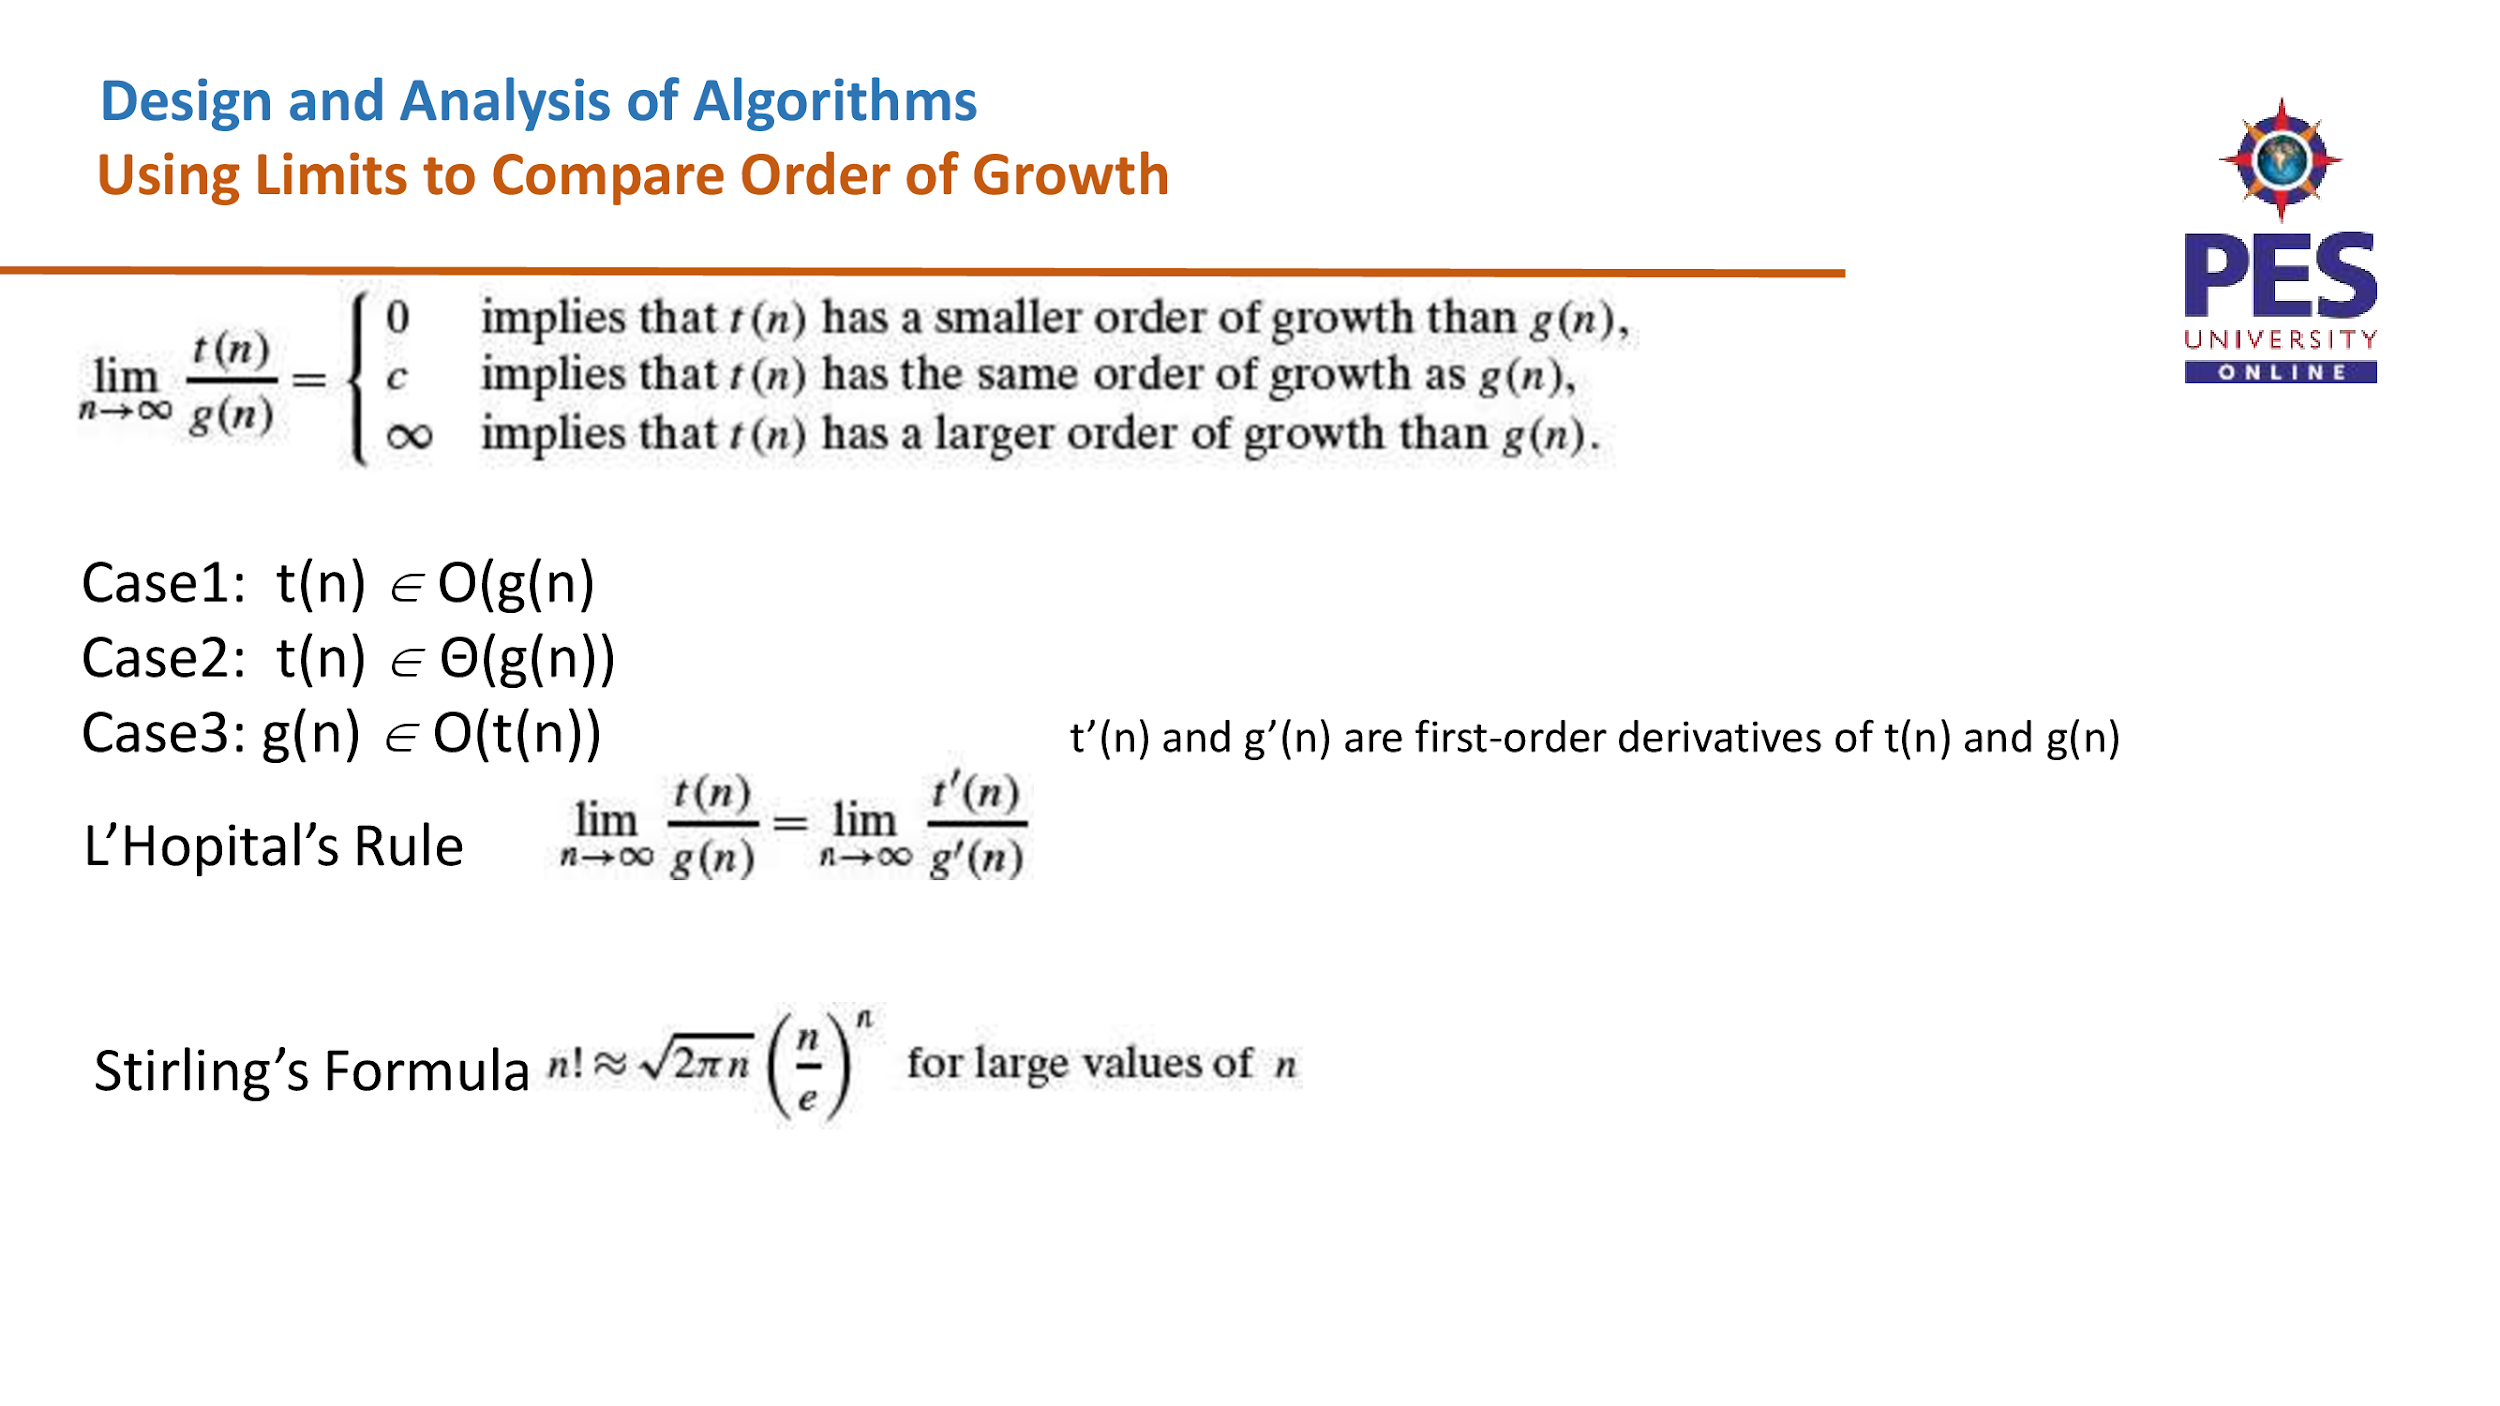 Design and Analysis of Algorithms
Using Limits to Compare Order of Growth
PES
UNIVERSITY
ONLINE
lim n→∞ t(n)/g(n) = { 0 implies that t(n) has a smaller order of growth than g(n),
c implies that t(n) has the same order of growth as g(n),
∞ implies that t(n) has a larger order of growth than g(n).
Case1: t(n) ∈ O(g(n)
Case2: t(n) ∈ Θ(g(n))
Case3: g(n) ∈ O(t(n))
t’(n) and g’(n) are first-order derivatives of t(n) and g(n)
L’Hopital’s Rule lim n→∞ t(n)/g(n) = lim n→∞ t′(n)/g′(n)
Stirling’s Formula n! ≈ √2πn (n/e)^n for large values of n